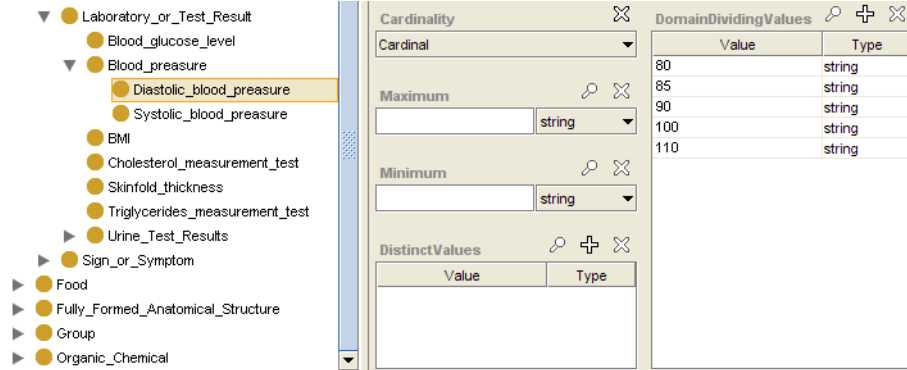 Laboratory_or_Test_Result
Blood_glucose_level
Blood_preasure
Diastolic_blood_preasure
Systolic_blood_preasure
BMI
Cholesterol_measurement_test
Skinfold_thickness
Triglycerides_measurement_test
Urine_Test_Results
Sign_or_Symptom
Food
Fully_Formed_Anatomical_Structure
Group
Organic_Chemical
Cardinality
Cardinal
Maximum
string
Minimum
string
DistinctValues
Value Type
DomainDividingValues
Value Type
80 string
85 string
90 string
100 string
110 string